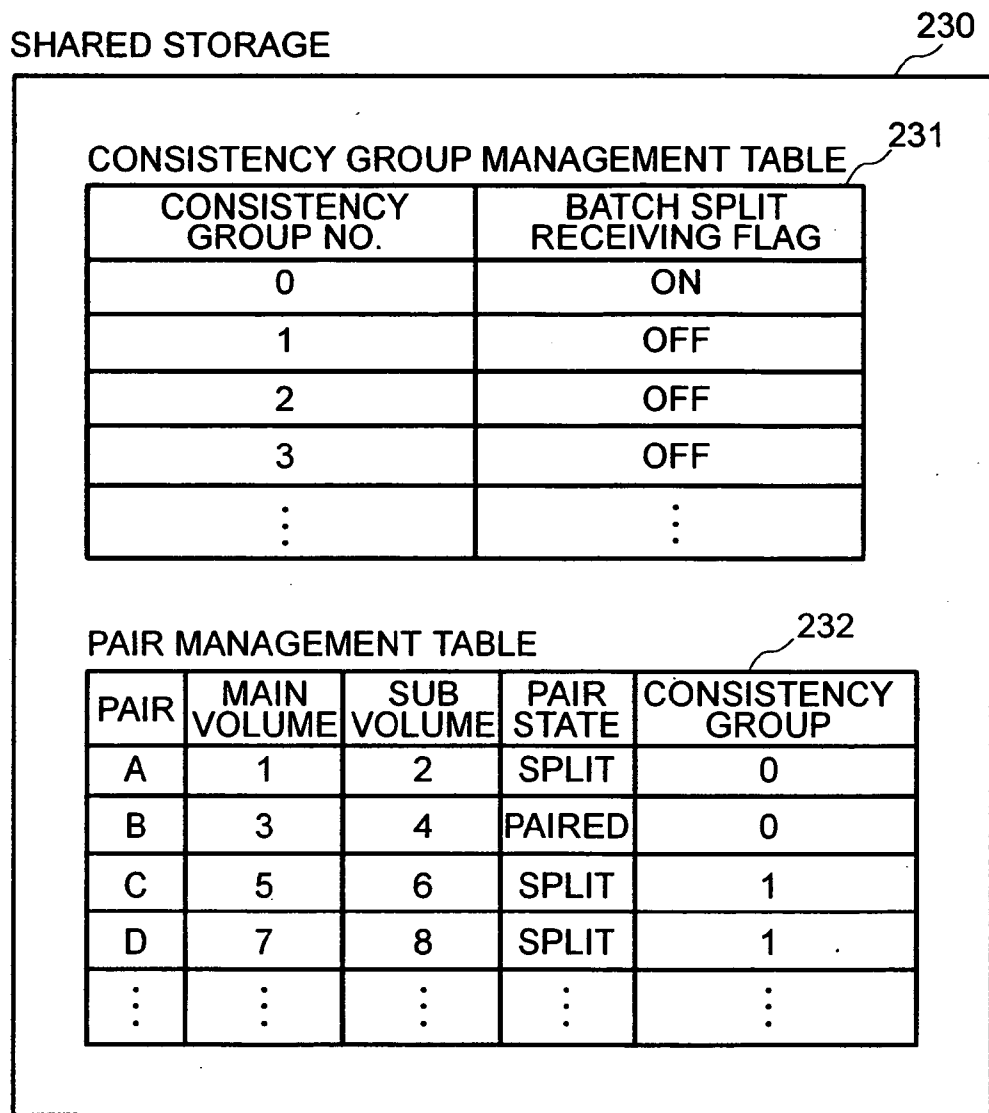 230
SHARED STORAGE
231
CONSISTENCY GROUP MANAGEMENT TABLE
CONSISTENCY GROUP NO. BATCH SPLIT RECEIVING FLAG
0 ON
1 OFF
2 OFF
3 OFF
⋮ ⋮
232
PAIR MANAGEMENT TABLE
PAIR MAIN VOLUME SUB VOLUME PAIR STATE CONSISTENCY GROUP
A 1 2 SPLIT 0
B 3 4 PAIRED 0
C 5 6 SPLIT 1
D 7 8 SPLIT 1
⋮ ⋮ ⋮ ⋮ ⋮